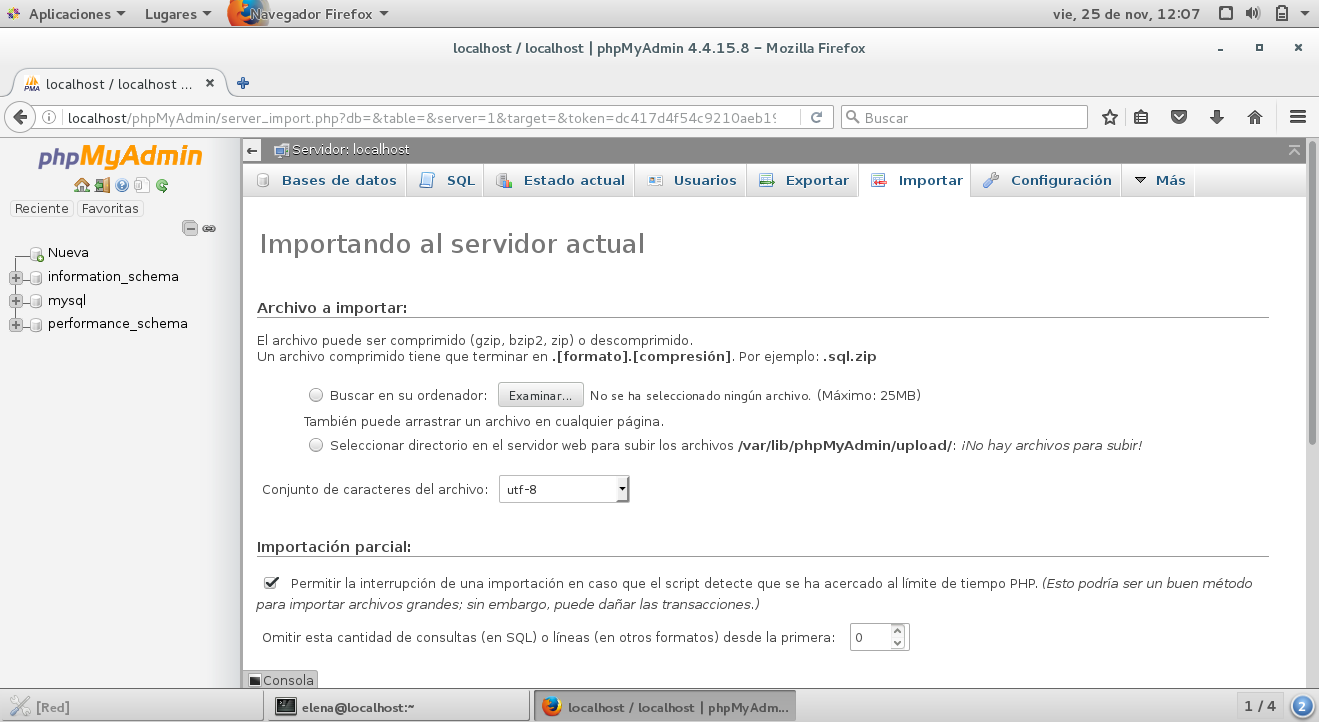 Aplicaciones Lugares Navegador Firefox vie, 25 de nov, 12:07
localhost / localhost | phpMyAdmin 4.4.15.8 - Mozilla Firefox
PMA localhost / localhost ...
localhost/phpMyAdmin/server_import.php?db=&table=&server=1&target=&token=dc417d4f54c9210aeb19 Buscar
phpMyAdmin
Reciente Favoritas
Nueva
information_schema
mysql
performance_schema
Servidor: localhost
Bases de datos SQL Estado actual Usuarios Exportar Importar Configuración Más
Importando al servidor actual
Archivo a importar:
El archivo puede ser comprimido (gzip, bzip2, zip) o descomprimido.
Un archivo comprimido tiene que terminar en .[formato].[compresión]. Por ejemplo: .sql.zip
Buscar en su ordenador: Examinar... No se ha seleccionado ningún archivo. (Máximo: 25MB)
También puede arrastrar un archivo en cualquier página.
Seleccionar directorio en el servidor web para subir los archivos /var/lib/phpMyAdmin/upload/: ¡No hay archivos para subir!
Conjunto de caracteres del archivo: utf-8
Importación parcial:
Permitir la interrupción de una importación en caso que el script detecte que se ha acercado al límite de tiempo PHP. (Esto podría ser un buen método
para importar archivos grandes; sin embargo, puede dañar las transacciones.)
Omitir esta cantidad de consultas (en SQL) o líneas (en otros formatos) desde la primera: 0
Consola
[Red] elena@localhost:~ localhost / localhost | phpMyAdm... 1 / 4 2